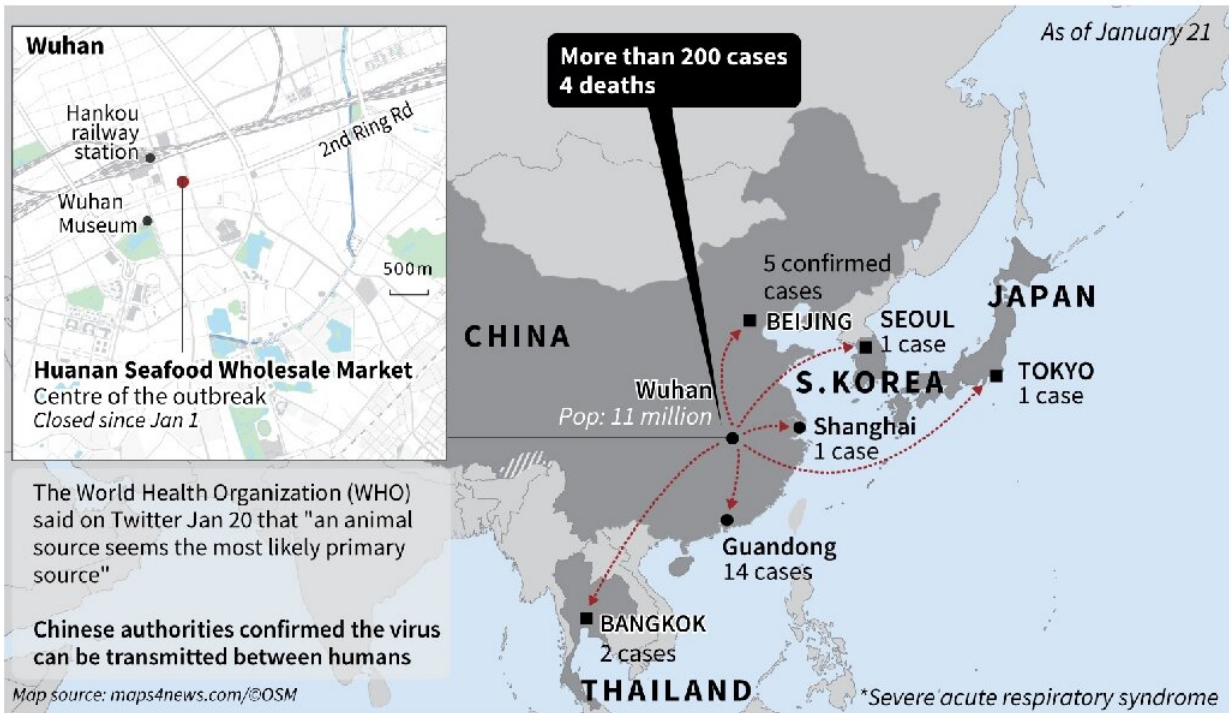 Wuhan
Hankou
railway
station
2nd Ring Rd
Wuhan
Museum
500m
Huanan Seafood Wholesale Market
Centre of the outbreak
Closed since Jan 1
The World Health Organization (WHO)
said on Twitter Jan 20 that "an animal
source seems the most likely primary
source"
Chinese authorities confirmed the virus
can be transmitted between humans
Map source: maps4news.com/©OSM
As of January 21
More than 200 cases
4 deaths
5 confirmed
cases
BEIJING
CHINA
JAPAN
SEOUL
1 case
S.KOREA
TOKYO
1 case
Wuhan
Pop: 11 million
Shanghai
1 case
Guandong
14 cases
BANGKOK
2 cases
THAILAND
*Severe acute respiratory syndrome